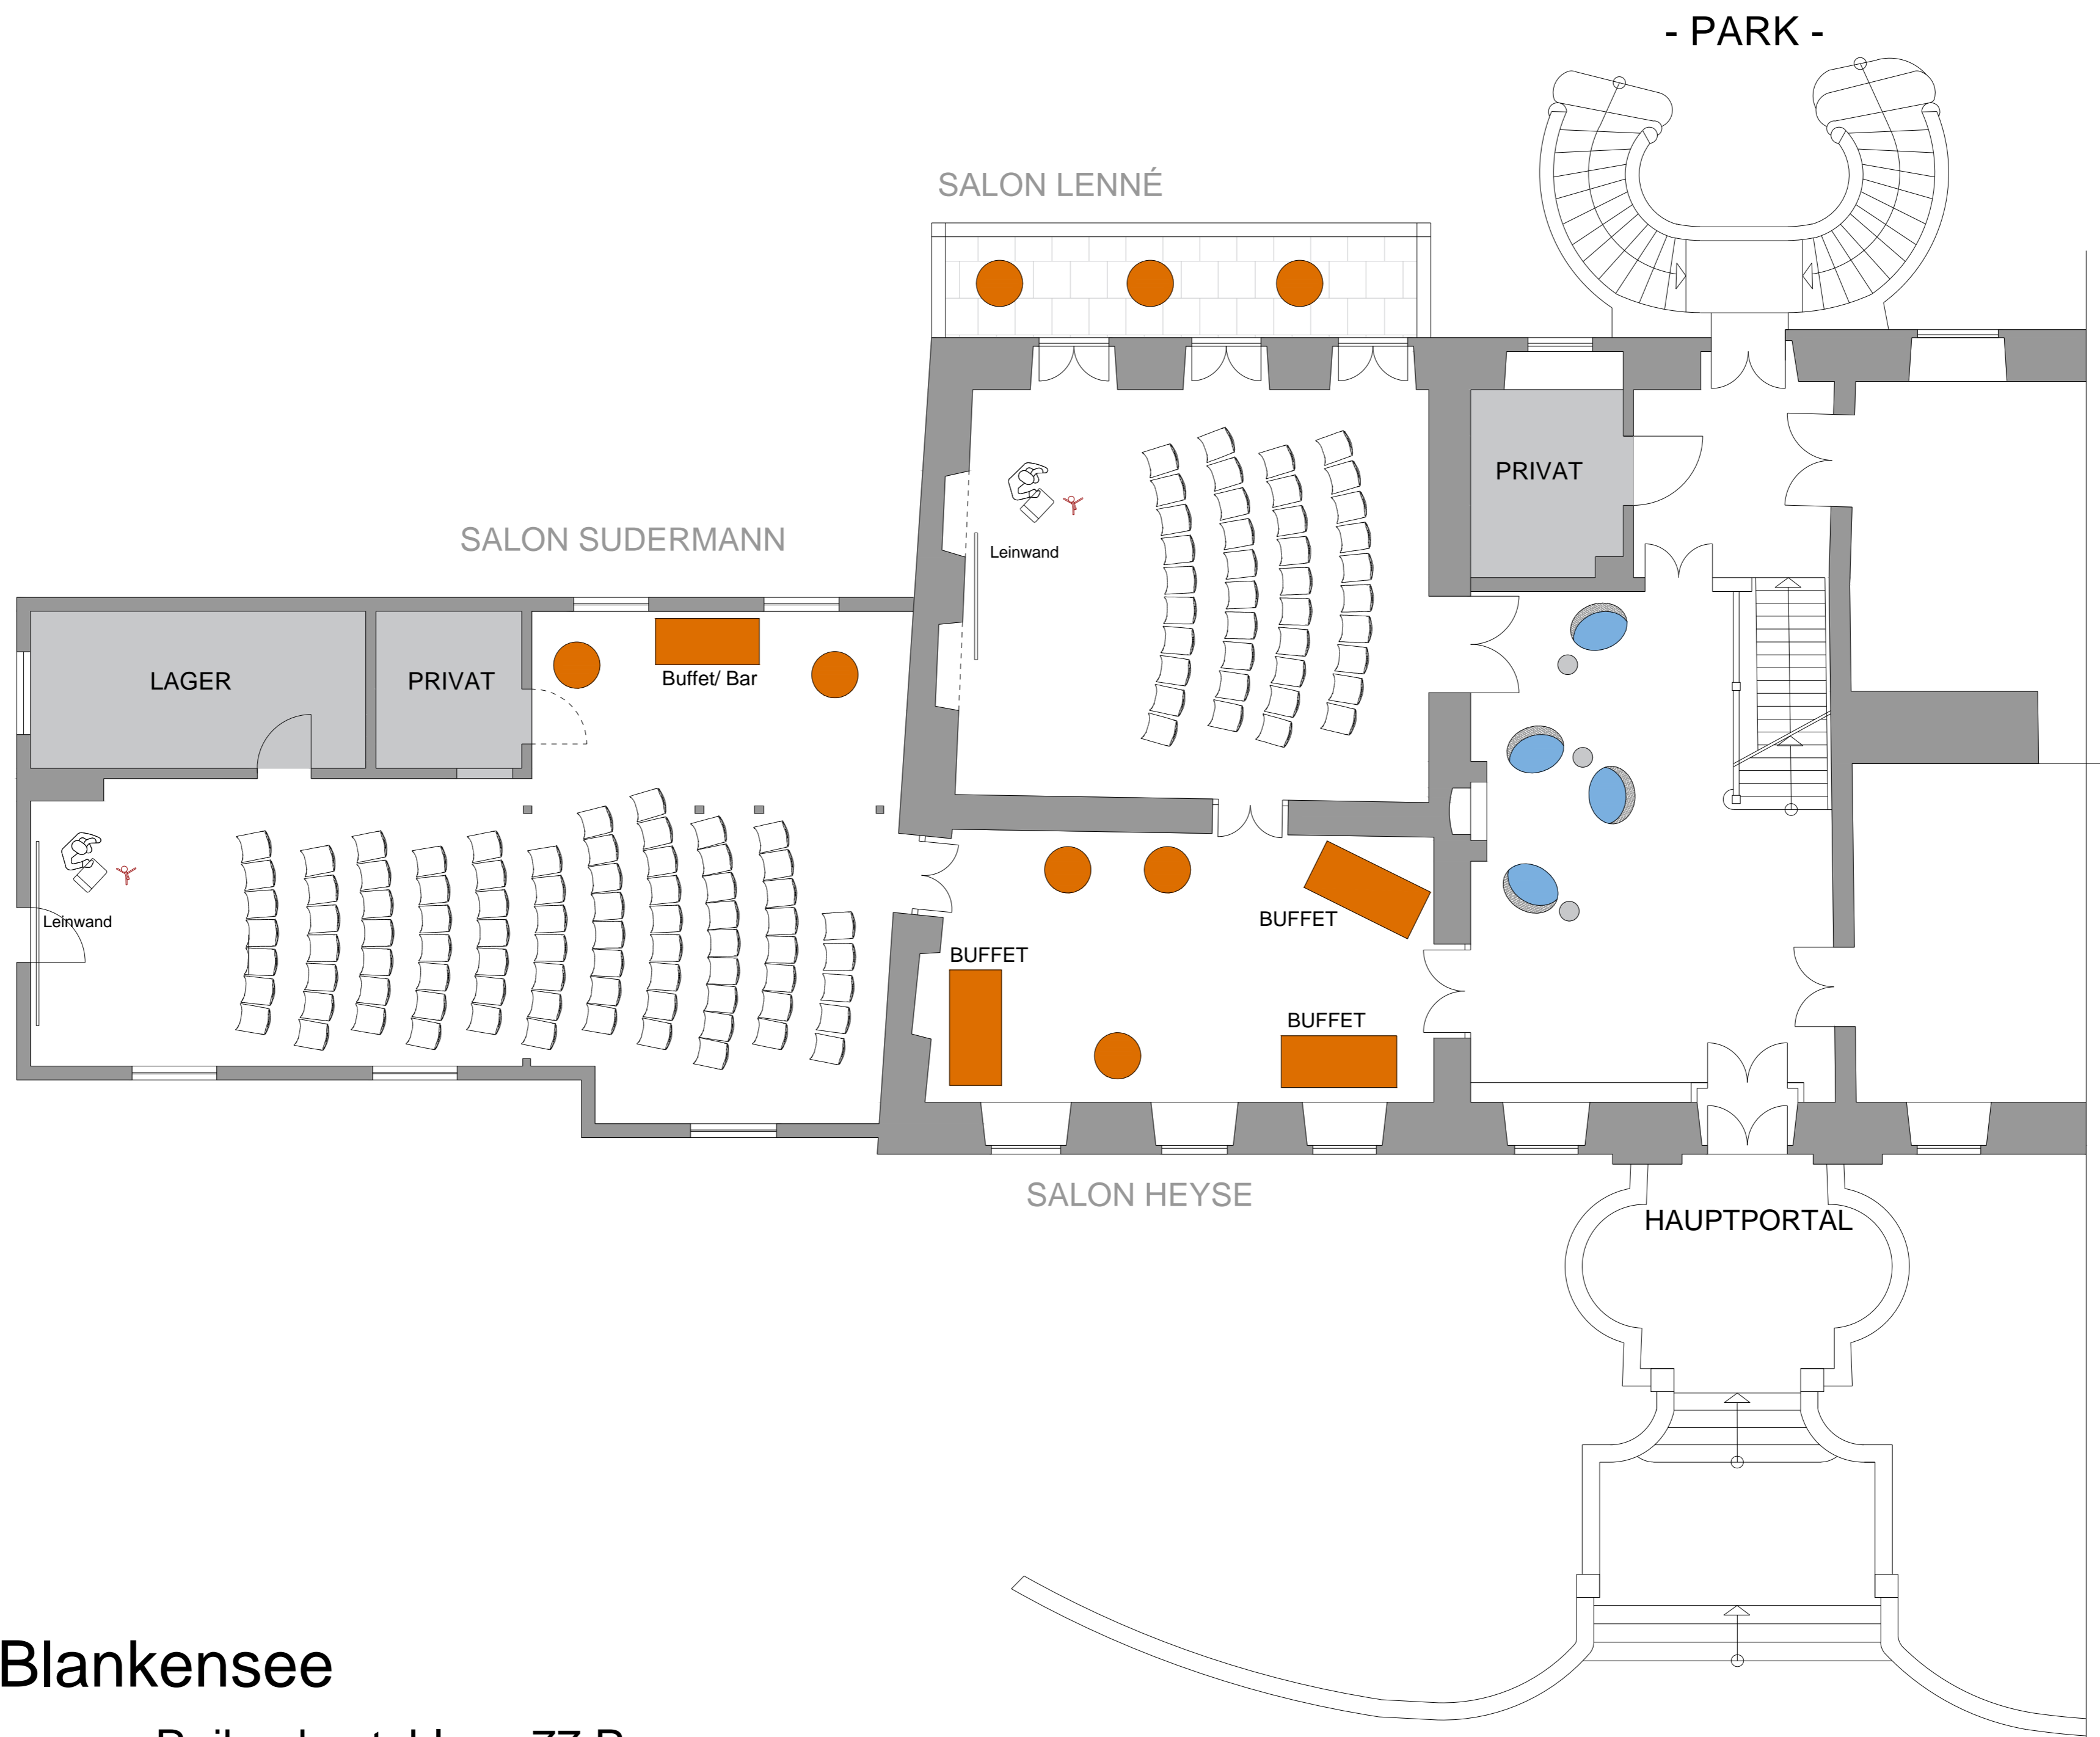 - PARK -
SALON LENNÉ
PRIVAT
SALON SUDERMANN
Leinwand
LAGER
PRIVAT
Buffet/ Bar
Leinwand
BUFFET
BUFFET
BUFFET
SALON HEYSE
HAUPTPORTAL
Blankensee